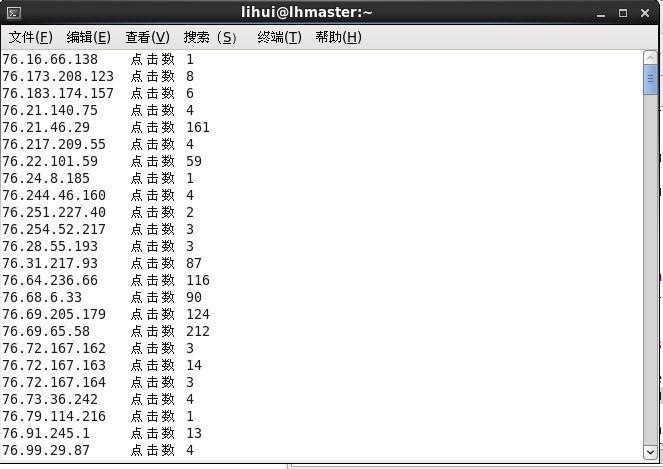 lihui@lhmaster:~
文件(F) 编辑(E) 查看(V) 搜索 (S) 终端(T) 帮助(H)
76.16.66.138 点击数 1
76.173.208.123 点击数 8
76.183.174.157 点击数 6
76.21.140.75 点击数 4
76.21.46.29 点击数 161
76.217.209.55 点击数 4
76.22.101.59 点击数 59
76.24.8.185 点击数 1
76.244.46.160 点击数 4
76.251.227.40 点击数 2
76.254.52.217 点击数 3
76.28.55.193 点击数 3
76.31.217.93 点击数 87
76.64.236.66 点击数 116
76.68.6.33 点击数 90
76.69.205.179 点击数 124
76.69.65.58 点击数 212
76.72.167.162 点击数 3
76.72.167.163 点击数 14
76.72.167.164 点击数 3
76.73.36.242 点击数 4
76.79.114.216 点击数 1
76.91.245.1 点击数 13
76.99.29.87 点击数 4